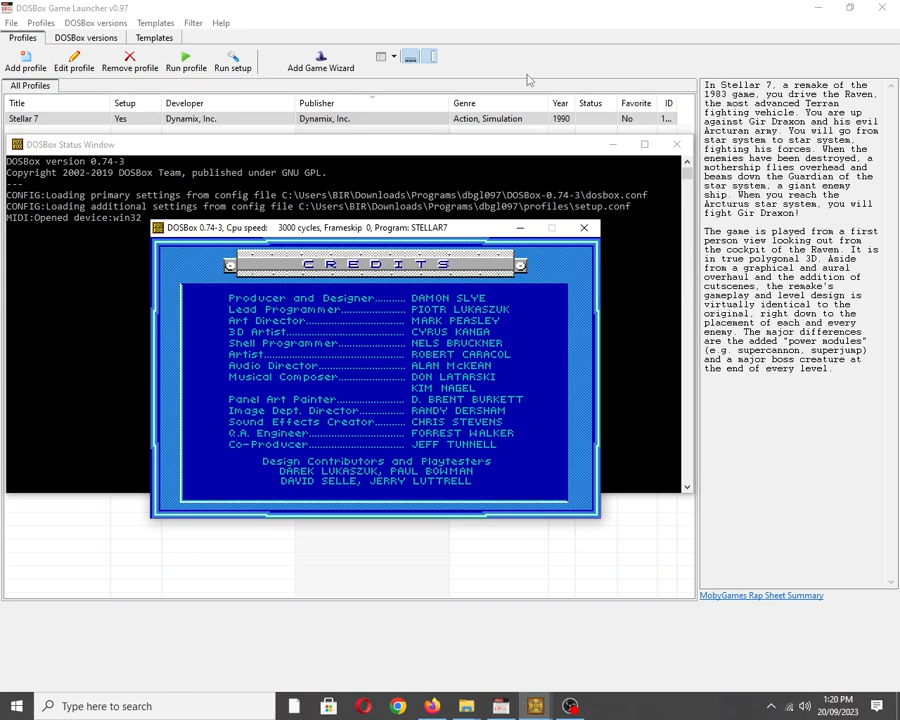 DOSBox Game Launcher v0.97
File Profiles DOSBox versions Templates Filter Help
Profiles DOSBox versions Templates
Add profile Edit profile Remove profile Run profile Run setup Add Game Wizard
All Profiles
Title Setup Developer Publisher Genre Year Status Favorite ID
Stellar 7 Yes Dynamix, Inc. Dynamix, Inc. Action, Simulation 1990 No 1...
DOSBox Status Window
DOSBox version 0.74-3
Copyright 2002-2019 DOSBox Team, published under GNU GPL.
---
CONFIG:Loading primary settings from config file C:\Users\BIR\Downloads\Programs\dbgl097\DOSBox-0.74-3\dosbox.conf
CONFIG:Loading additional settings from config file C:\Users\BIR\Downloads\Programs\dbgl097\profiles\setup.conf
MIDI:Opened device:win32
DOSBox 0.74-3, Cpu speed: 3000 cycles, Frameskip 0, Program: STELLAR7
CREDITS
Producer and Designer.......... DAMON SLYE
Lead Programmer................ PIOTR LUKASZUK
Art Director................... MARK PEASLEY
3D Artist...................... CYRUS KANGA
Shell Programmer............... NELS BRUCKNER
Artist......................... ROBERT CARACOL
Audio Director................. ALAN McKEAN
Musical Composer............... DON LATARSKI
KIM NAGEL
Panel Art Painter.............. D. BRENT BURKETT
Image Dept. Director........... RANDY DERSHAM
Sound Effects Creator.......... CHRIS STEVENS
Q.A. Engineer.................. FORREST WALKER
Co-Producer.................... JEFF TUNNELL
Design Contributors and Playtesters
DAREK LUKASZUK, PAUL BOWMAN
DAVID SELLE, JERRY LUTTRELL
In Stellar 7, a remake of the
1983 game, you drive the Raven,
the most advanced Terran
fighting vehicle. You are up
against Gir Draxon and his evil
Arcturan army. You will go from
star system to star system,
fighting his forces. When the
enemies have been destroyed, a
mothership flies overhead and
beams down the Guardian of the
star system, a giant enemy
ship. When you reach the
Arcturus star system, you will
fight Gir Draxon!
The game is played from a first
person view looking out from
the cockpit of the Raven. It is
in true polygonal 3D. Aside
from a graphical and aural
overhaul and the addition of
cutscenes, the remake's
gameplay and level design is
virtually identical to the
original, right down to the
placement of each and every
enemy. The major differences
are the added "power modules"
(e.g. supercannon, superjump)
and a major boss creature at
the end of every level.
MobyGames Rap Sheet Summary
Type here to search
1:20 PM
20/09/2023